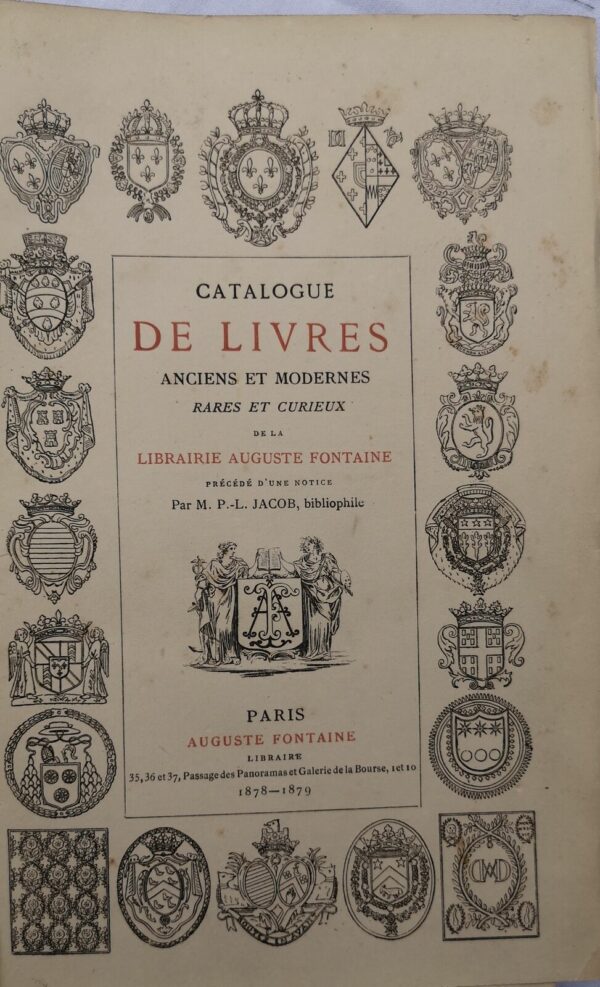 CATALOGUE
DE LIVRES
ANCIENS ET MODERNES
RARES ET CURIEUX
DE LA
LIBRAIRIE AUGUSTE FONTAINE
PRÉCÉDÉ D'UNE NOTICE
Par M. P.-L. JACOB, bibliophile
PARIS
AUGUSTE FONTAINE
LIBRAIRE
35, 36 et 37, Passage des Panoramas et Galerie de la Bourse, 1 et 10
1878—1879